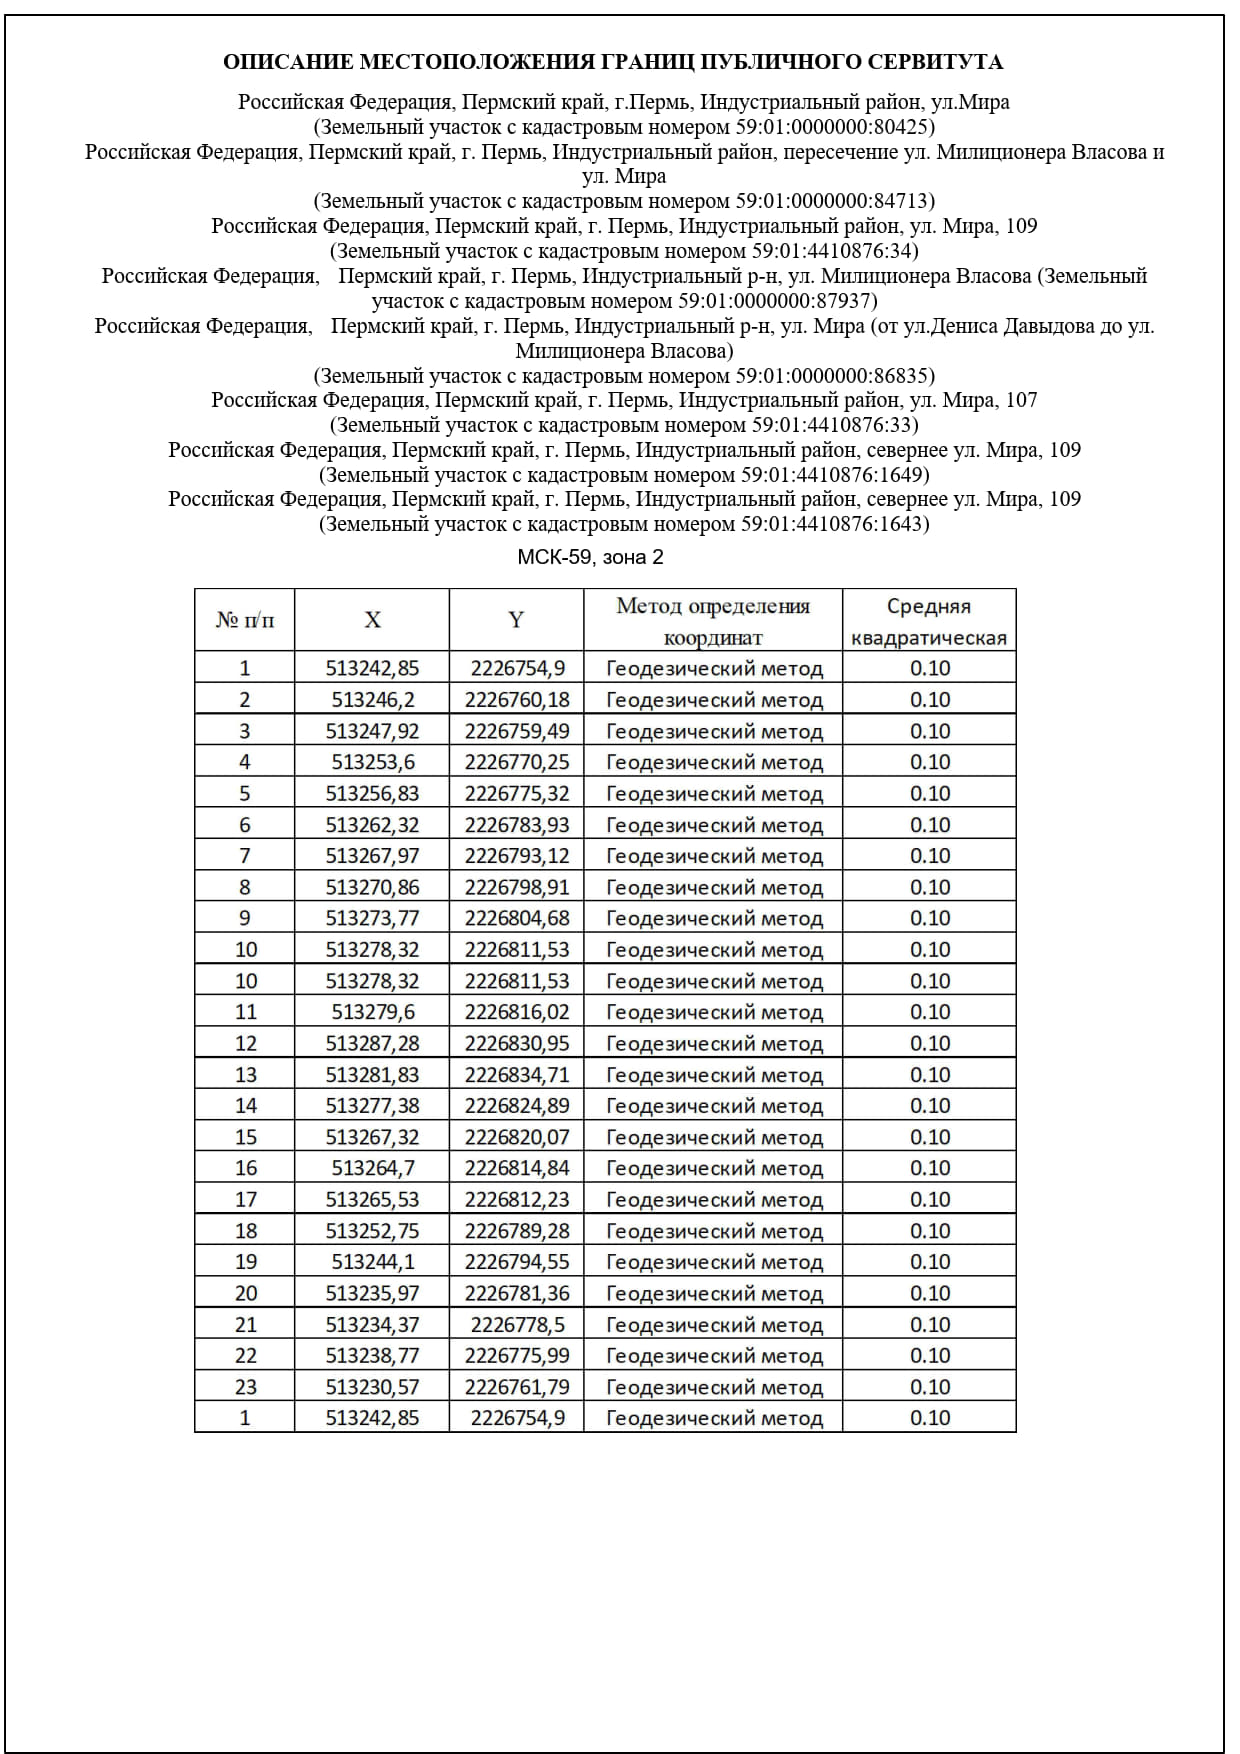 ОПИСАНИЕ МЕСТОПОЛОЖЕНИЯ ГРАНИЦ ПУБЛИЧНОГО СЕРВИТУТА
Российская Федерация, Пермский край, г.Пермь, Индустриальный район, ул.Мира
(Земельный участок с кадастровым номером 59:01:0000000:80425)
Российская Федерация, Пермский край, г. Пермь, Индустриальный район, пересечение ул. Милиционера Власова и
ул. Мира
(Земельный участок с кадастровым номером 59:01:0000000:84713)
Российская Федерация, Пермский край, г. Пермь, Индустриальный район, ул. Мира, 109
(Земельный участок с кадастровым номером 59:01:4410876:34)
Российская Федерация, Пермский край, г. Пермь, Индустриальный р-н, ул. Милиционера Власова (Земельный
участок с кадастровым номером 59:01:0000000:87937)
Российская Федерация, Пермский край, г. Пермь, Индустриальный р-н, ул. Мира (от ул.Дениса Давыдова до ул.
Милиционера Власова)
(Земельный участок с кадастровым номером 59:01:0000000:86835)
Российская Федерация, Пермский край, г. Пермь, Индустриальный район, ул. Мира, 107
(Земельный участок с кадастровым номером 59:01:4410876:33)
Российская Федерация, Пермский край, г. Пермь, Индустриальный район, севернее ул. Мира, 109
(Земельный участок с кадастровым номером 59:01:4410876:1649)
Российская Федерация, Пермский край, г. Пермь, Индустриальный район, севернее ул. Мира, 109
(Земельный участок с кадастровым номером 59:01:4410876:1643)
МСК-59, зона 2
№ п/п X Y Метод определения координат Средняя квадратическая
1 513242,85 2226754,9 Геодезический метод 0.10
2 513246,2 2226760,18 Геодезический метод 0.10
3 513247,92 2226759,49 Геодезический метод 0.10
4 513253,6 2226770,25 Геодезический метод 0.10
5 513256,83 2226775,32 Геодезический метод 0.10
6 513262,32 2226783,93 Геодезический метод 0.10
7 513267,97 2226793,12 Геодезический метод 0.10
8 513270,86 2226798,91 Геодезический метод 0.10
9 513273,77 2226804,68 Геодезический метод 0.10
10 513278,32 2226811,53 Геодезический метод 0.10
10 513278,32 2226811,53 Геодезический метод 0.10
11 513279,6 2226816,02 Геодезический метод 0.10
12 513287,28 2226830,95 Геодезический метод 0.10
13 513281,83 2226834,71 Геодезический метод 0.10
14 513277,38 2226824,89 Геодезический метод 0.10
15 513267,32 2226820,07 Геодезический метод 0.10
16 513264,7 2226814,84 Геодезический метод 0.10
17 513265,53 2226812,23 Геодезический метод 0.10
18 513252,75 2226789,28 Геодезический метод 0.10
19 513244,1 2226794,55 Геодезический метод 0.10
20 513235,97 2226781,36 Геодезический метод 0.10
21 513234,37 2226778,5 Геодезический метод 0.10
22 513238,77 2226775,99 Геодезический метод 0.10
23 513230,57 2226761,79 Геодезический метод 0.10
1 513242,85 2226754,9 Геодезический метод 0.10